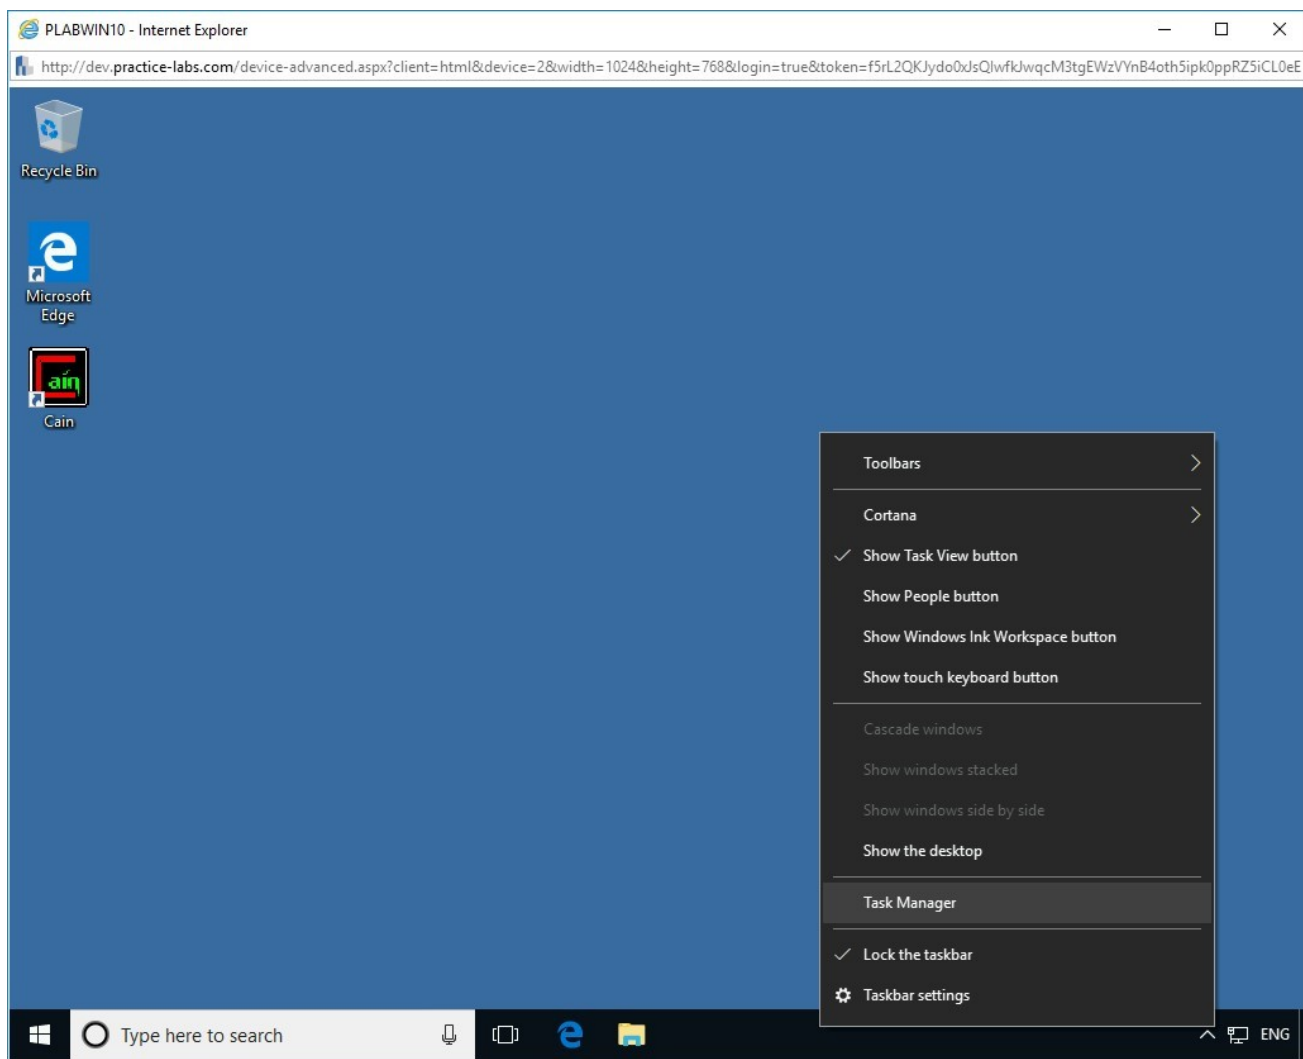 PLABWIN10 - Internet Explorer
http://dev.practice-labs.com/device-advanced.aspx?client=html&device=2&width=1024&height=768&login=true&token=f5rL2QKJydo0xJsQlwfkJwqcM3tgEWzVYnB4oth5ipk0ppRZ5iCL0eE
Recycle Bin
Microsoft
Edge
Cain
Toolbars
Cortana
Show Task View button
Show People button
Show Windows Ink Workspace button
Show touch keyboard button
Cascade windows
Show windows stacked
Show windows side by side
Show the desktop
Task Manager
Lock the taskbar
Taskbar settings
Type here to search
ENG